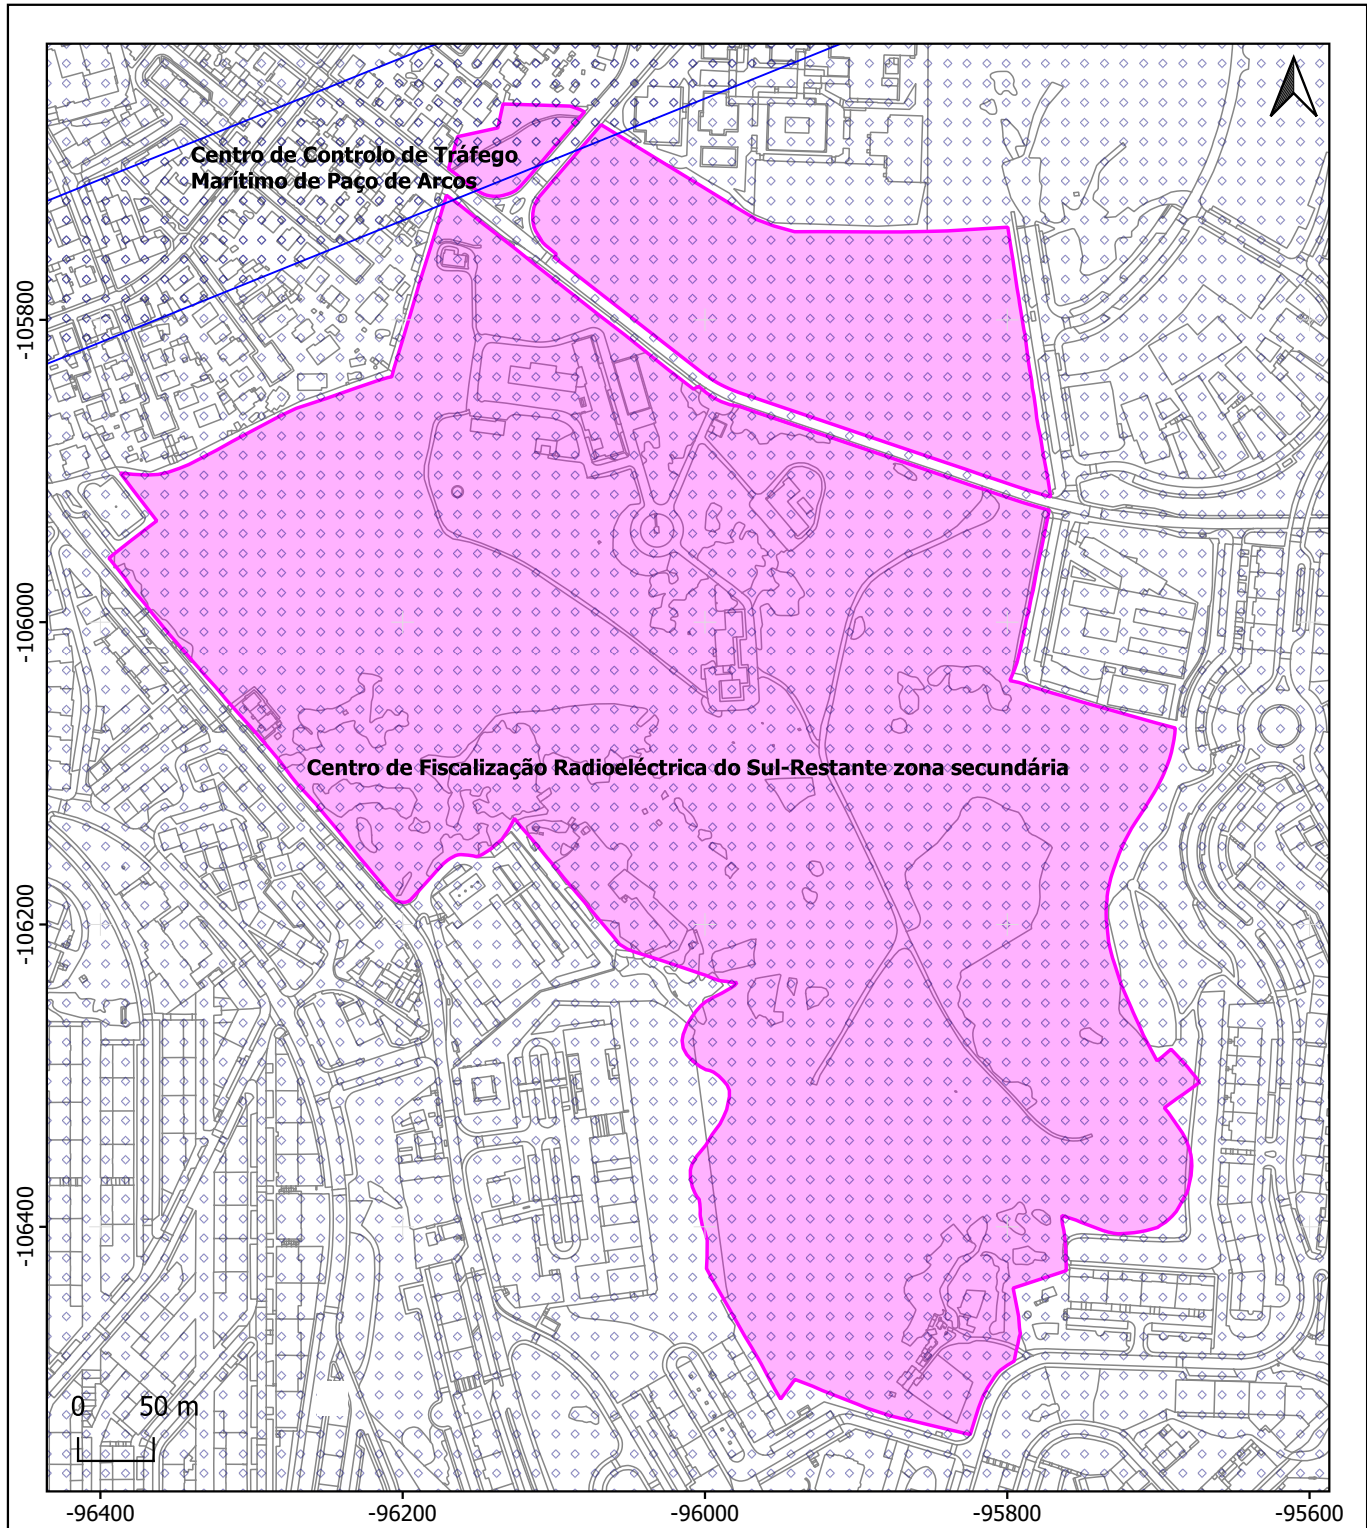 Centro de Controlo de Tráfego
Marítimo de Paço de Arcos
-105800
-106000
Centro de Fiscalização Radioeléctrica do Sul-Restante zona secundária
-106200
-106400
0 50 m
-96400 -96200 -96000 -95800 -95600